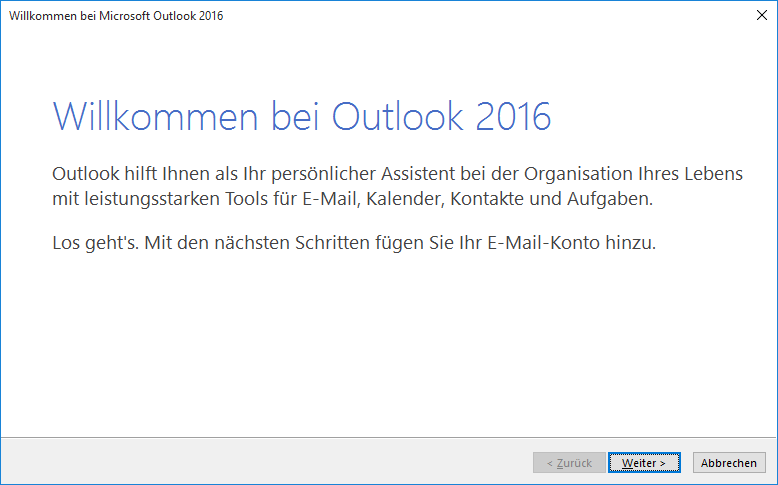 Willkommen bei Microsoft Outlook 2016
Willkommen bei Outlook 2016
Outlook hilft Ihnen als Ihr persönlicher Assistent bei der Organisation Ihres Lebens
mit leistungsstarken Tools für E-Mail, Kalender, Kontakte und Aufgaben.
Los geht's. Mit den nächsten Schritten fügen Sie Ihr E-Mail-Konto hinzu.
< Zurück Weiter > Abbrechen